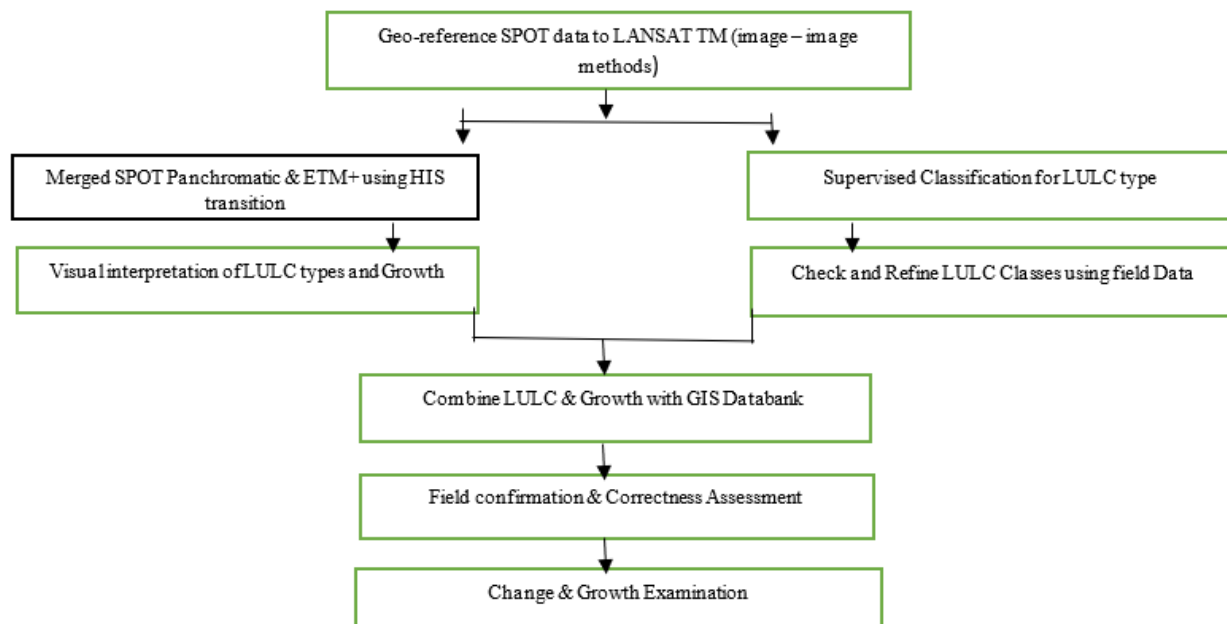 Geo-reference SPOT data to LANSAT TM (image – image
methods)
Merged SPOT Panchromatic & ETM+ using HIS
transition
Supervised Classification for LULC type
Visual interpretation of LULC types and Growth
Check and Refine LULC Classes using field Data
Combine LULC & Growth with GIS Databank
Field confirmation & Correctness Assessment
Change & Growth Examination